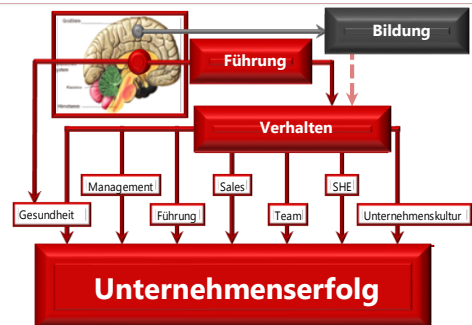 Bildung
Führung
Verhalten
Management
Sales
SHE
Gesundheit
Führung
Team
Unternehmenskultur
Unternehmenserfolg